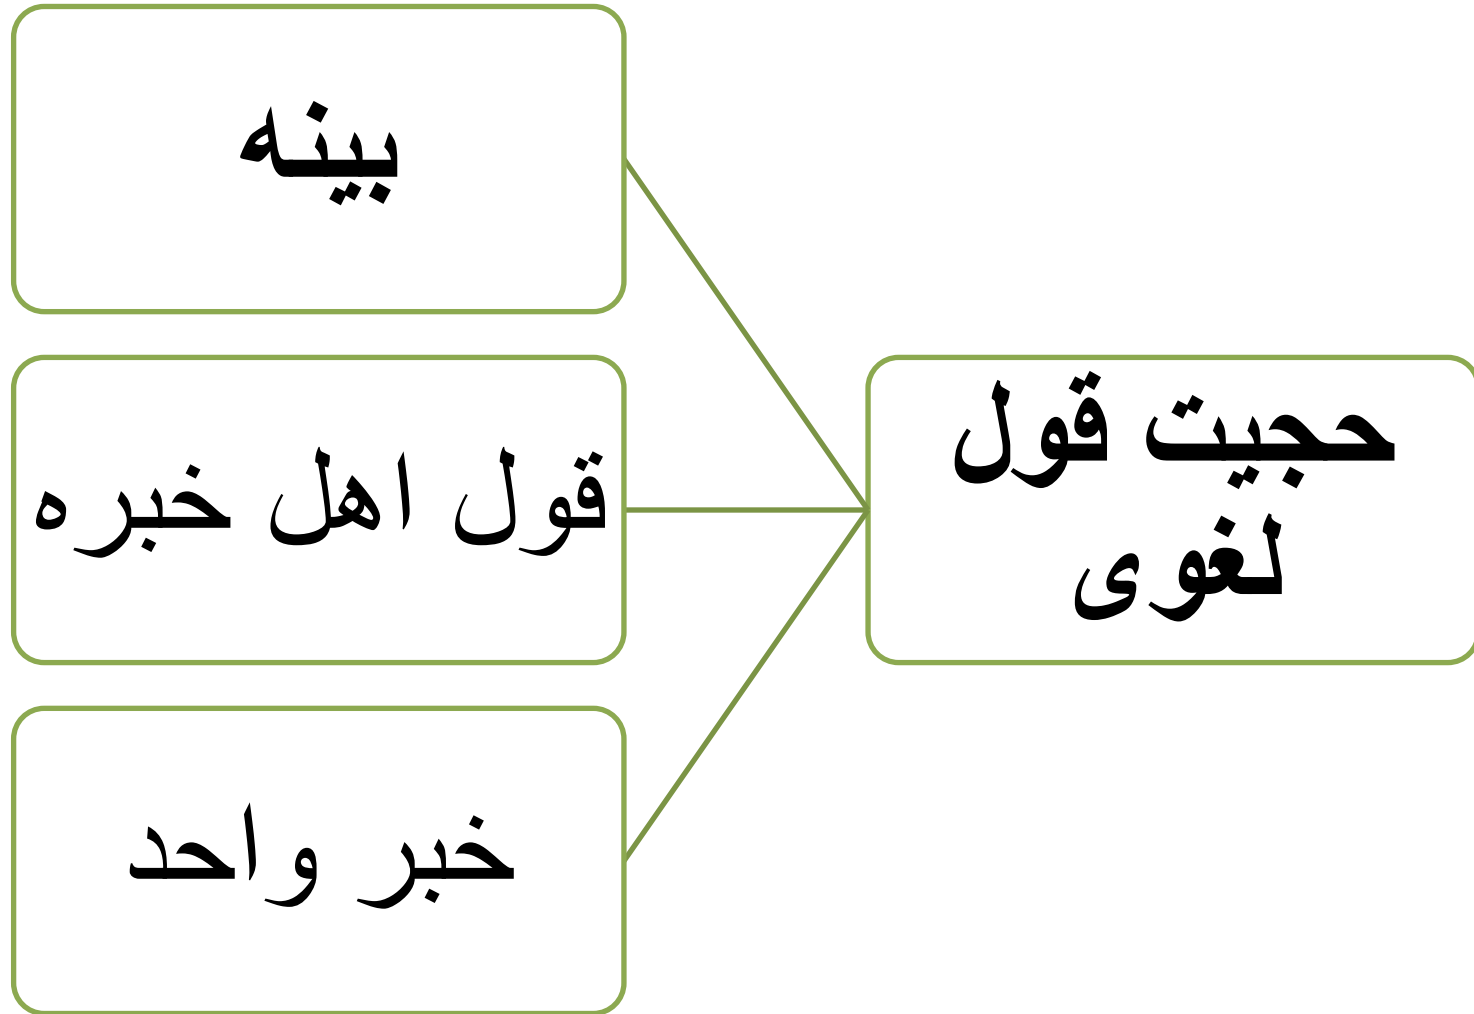 حجیت قول
لغوی
بینه
قول اهل خبره
خبر واحد